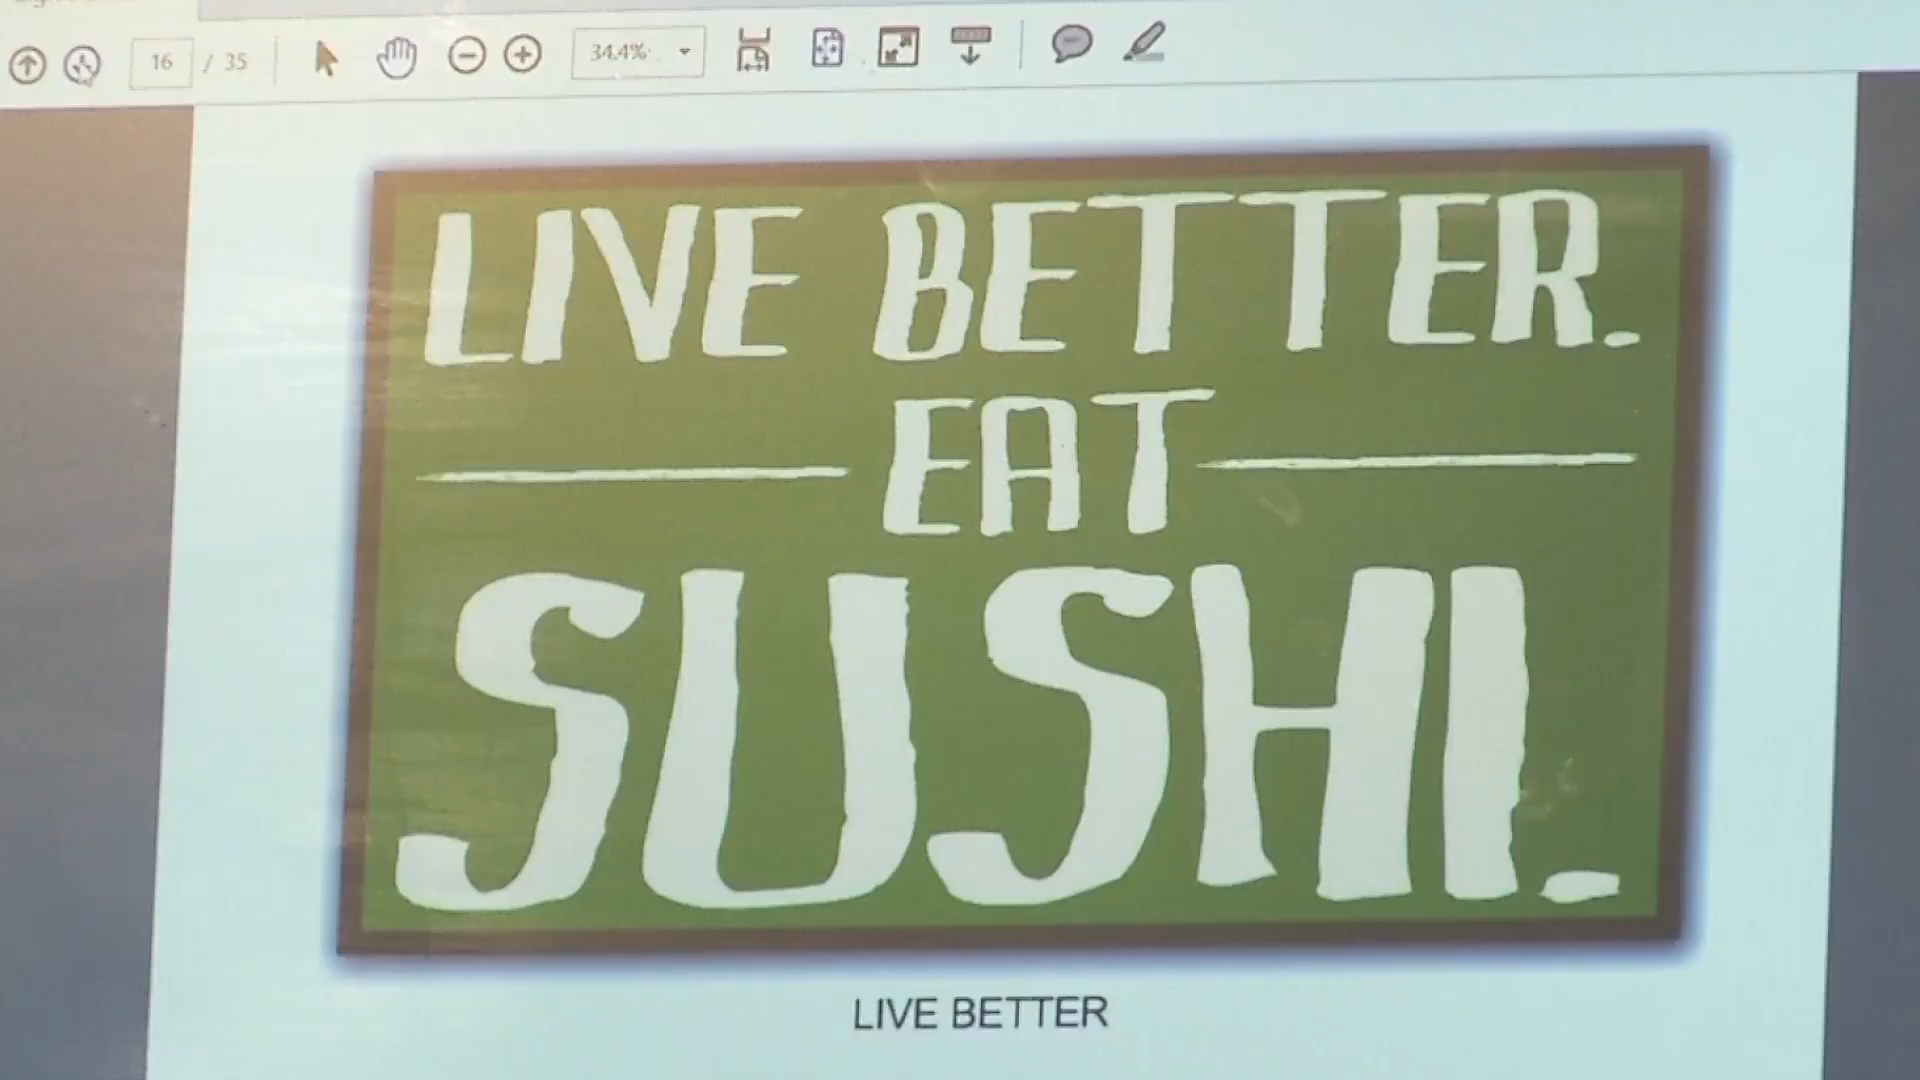 16 / 35
34.4%
LIVE BETTER.
EAT
SUSHI.
LIVE BETTER